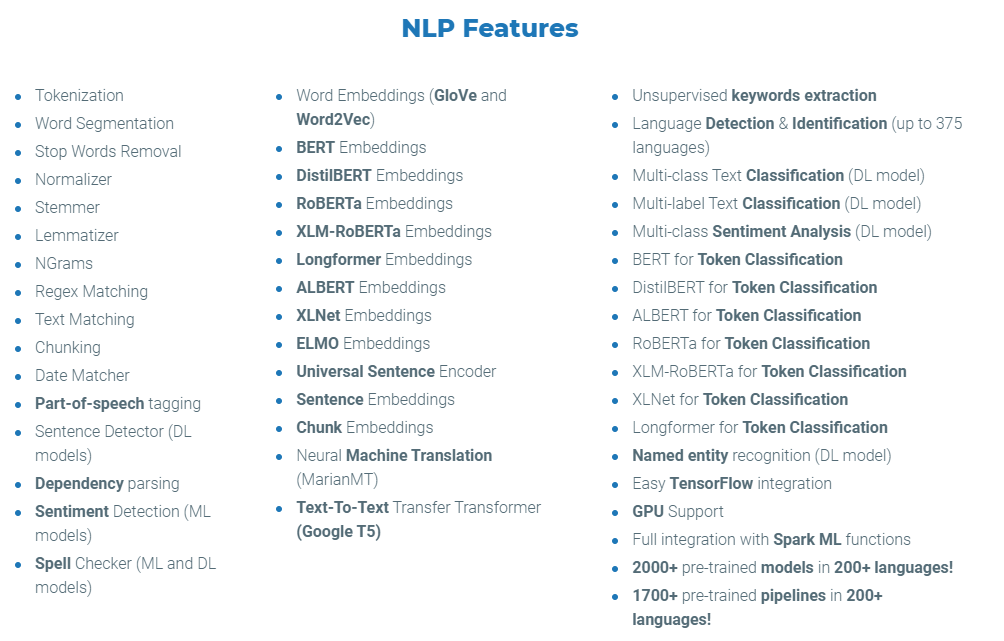 NLP Features
Tokenization
Word Segmentation
Stop Words Removal
Normalizer
Stemmer
Lemmatizer
NGrams
Regex Matching
Text Matching
Chunking
Date Matcher
Part-of-speech tagging
Sentence Detector (DL
models)
Dependency parsing
Sentiment Detection (ML
models)
Spell Checker (ML and DL
models)
Word Embeddings (GloVe and
Word2Vec)
BERT Embeddings
DistilBERT Embeddings
RoBERTa Embeddings
XLM-RoBERTa Embeddings
Longformer Embeddings
ALBERT Embeddings
XLNet Embeddings
ELMO Embeddings
Universal Sentence Encoder
Sentence Embeddings
Chunk Embeddings
Neural Machine Translation
(MarianMT)
Text-To-Text Transfer Transformer
(Google T5)
Unsupervised keywords extraction
Language Detection & Identification (up to 375
languages)
Multi-class Text Classification (DL model)
Multi-label Text Classification (DL model)
Multi-class Sentiment Analysis (DL model)
BERT for Token Classification
DistilBERT for Token Classification
ALBERT for Token Classification
RoBERTa for Token Classification
XLM-RoBERTa for Token Classification
XLNet for Token Classification
Longformer for Token Classification
Named entity recognition (DL model)
Easy TensorFlow integration
GPU Support
Full integration with Spark ML functions
2000+ pre-trained models in 200+ languages!
1700+ pre-trained pipelines in 200+
languages!